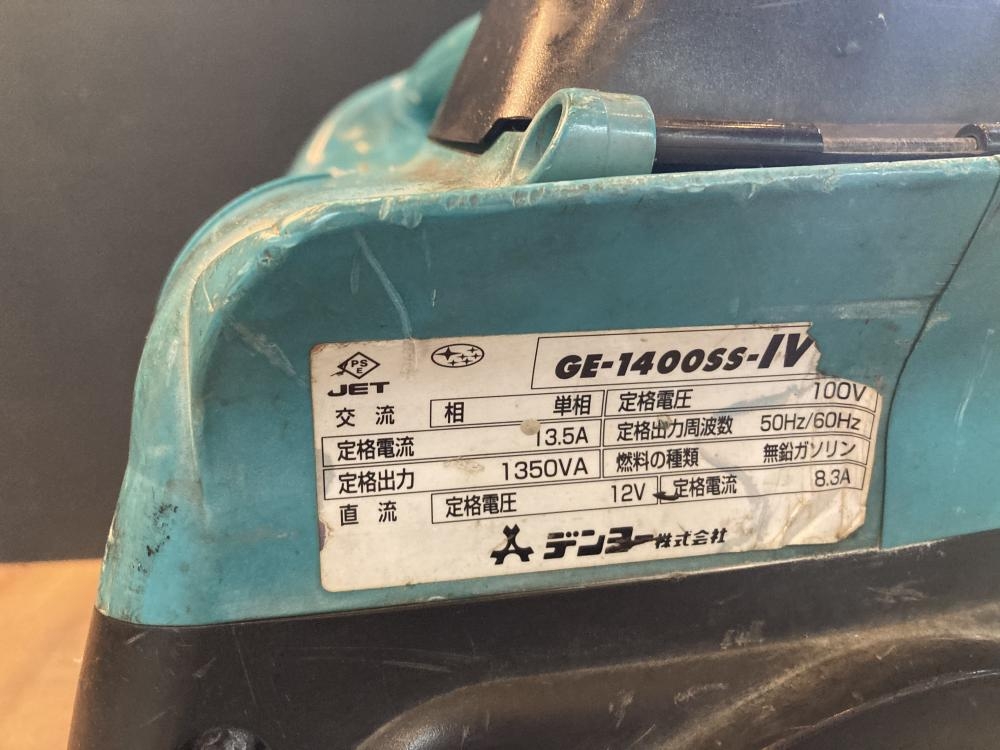 PS
E
JET
GE-1400SS-IV
交流 相 単相 定格電圧 100V
定格電流 13.5A 定格出力周波数 50Hz/60Hz
定格出力 1350VA 燃料の種類 無鉛ガソリン
直流 定格電圧 12V 定格電流 8.3A
デンヨー株式会社